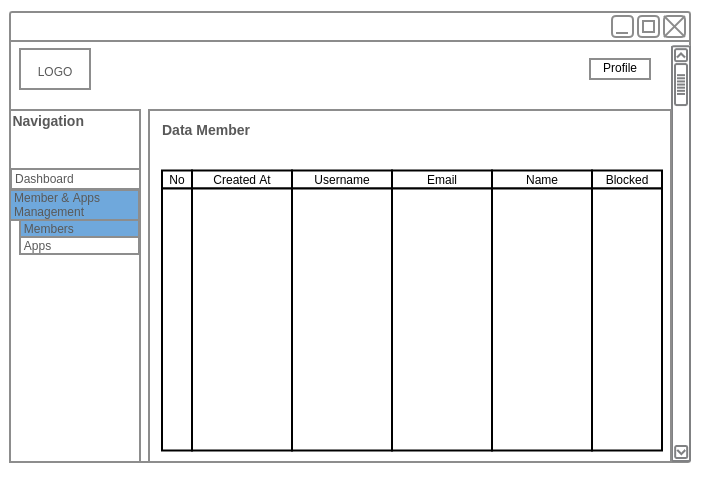 LOGO
Profile
Navigation
Dashboard
Member & Apps
Management
Members
Apps
Data Member
No Created At Username Email Name Blocked